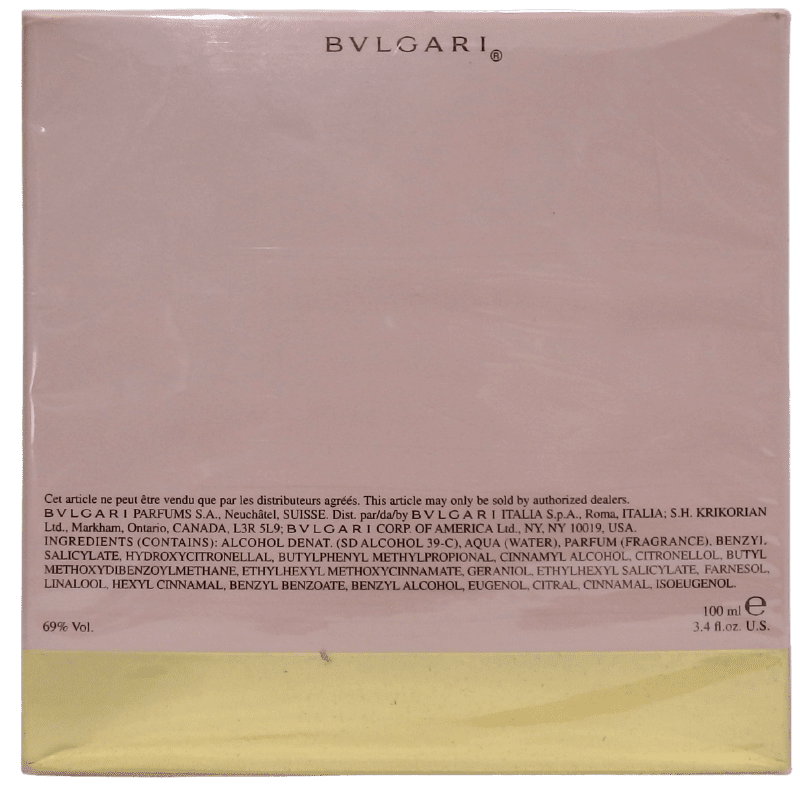 BVLGARI®
Cet article ne peut être vendu que par les distributeurs agréés. This article may only be sold by authorized dealers.
BVLGARI PARFUMS S.A., Neuchâtel, SUISSE. Dist. par/da/by BVLGARI ITALIA S.p.A., Roma, ITALIA; S.H. KRIKORIAN
Ltd., Markham, Ontario, CANADA, L3R 5L9; BVLGARI CORP. OF AMERICA Ltd., NY, NY 10019, USA.
INGREDIENTS (CONTAINS): ALCOHOL DENAT. (SD ALCOHOL 39-C), AQUA (WATER), PARFUM (FRAGRANCE), BENZYL
SALICYLATE, HYDROXYCITRONELLAL, BUTYLPHENYL METHYLPROPIONAL, CINNAMYL ALCOHOL, CITRONELLOL, BUTYL
METHOXYDIBENZOYLMETHANE, ETHYLHEXYL METHOXYCINNAMATE, GERANIOL, ETHYLHEXYL SALICYLATE, FARNESOL,
LINALOOL, HEXYL CINNAMAL, BENZYL BENZOATE, BENZYL ALCOHOL, EUGENOL, CITRAL, CINNAMAL, ISOEUGENOL.
100 ml ℮
69% Vol. 3.4 fl.oz. U.S.